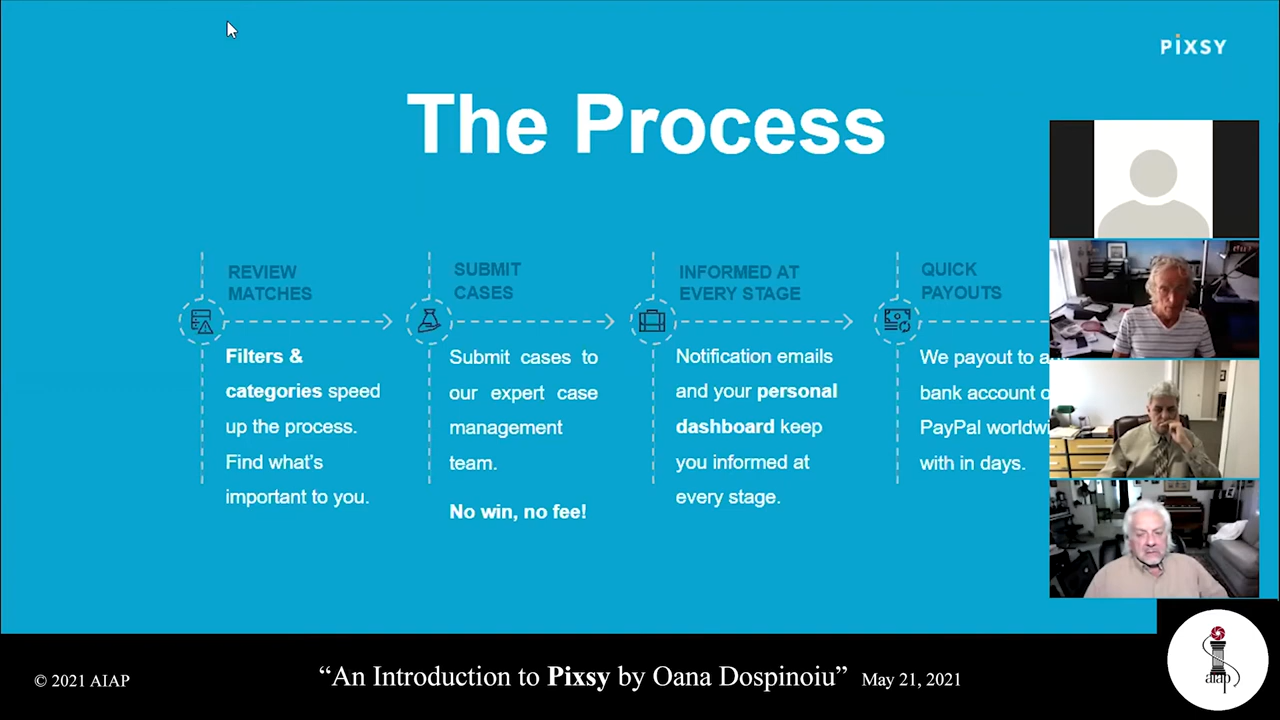 PIXSY
The Process
REVIEW
MATCHES
Filters &
categories speed
up the process.
Find what's
important to you.
SUBMIT
CASES
Submit cases to
our expert case
management
team.
No win, no fee!
INFORMED AT
EVERY STAGE
Notification emails
and your personal
dashboard keep
you informed at
every stage.
QUICK
PAYOUTS
We payout to
bank account
PayPal
with in days.
© 2021 AIAP
“An Introduction to Pixsy by Oana Dospinoiu” May 21, 2021
aiap